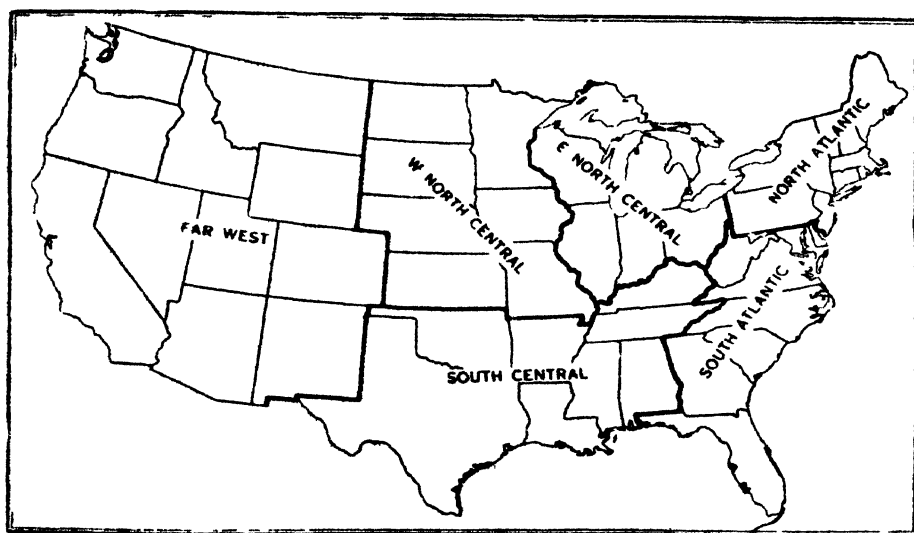 FAR WEST
W NORTH CENTRAL
E NORTH CENTRAL
NORTH ATLANTIC
SOUTH CENTRAL
SOUTH ATLANTIC